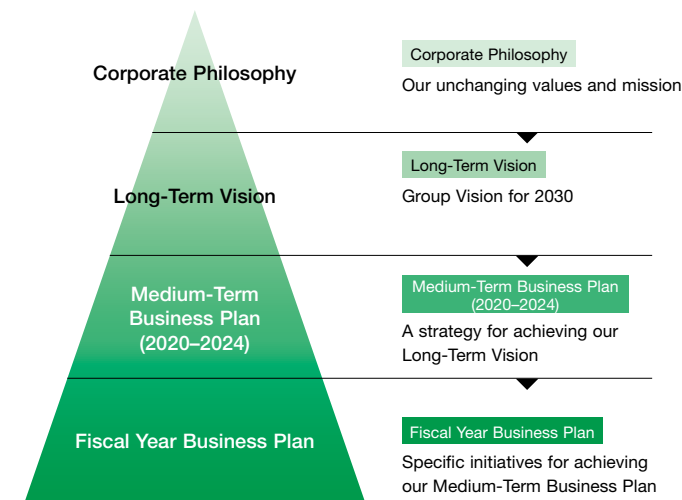 Corporate Philosophy
Corporate Philosophy
Our unchanging values and mission
Long-Term Vision
Long-Term Vision
Group Vision for 2030
Medium-Term
Business Plan
(2020–2024)
Medium-Term Business Plan
(2020–2024)
A strategy for achieving our
Long-Term Vision
Fiscal Year Business Plan
Fiscal Year Business Plan
Specific initiatives for achieving
our Medium-Term Business Plan